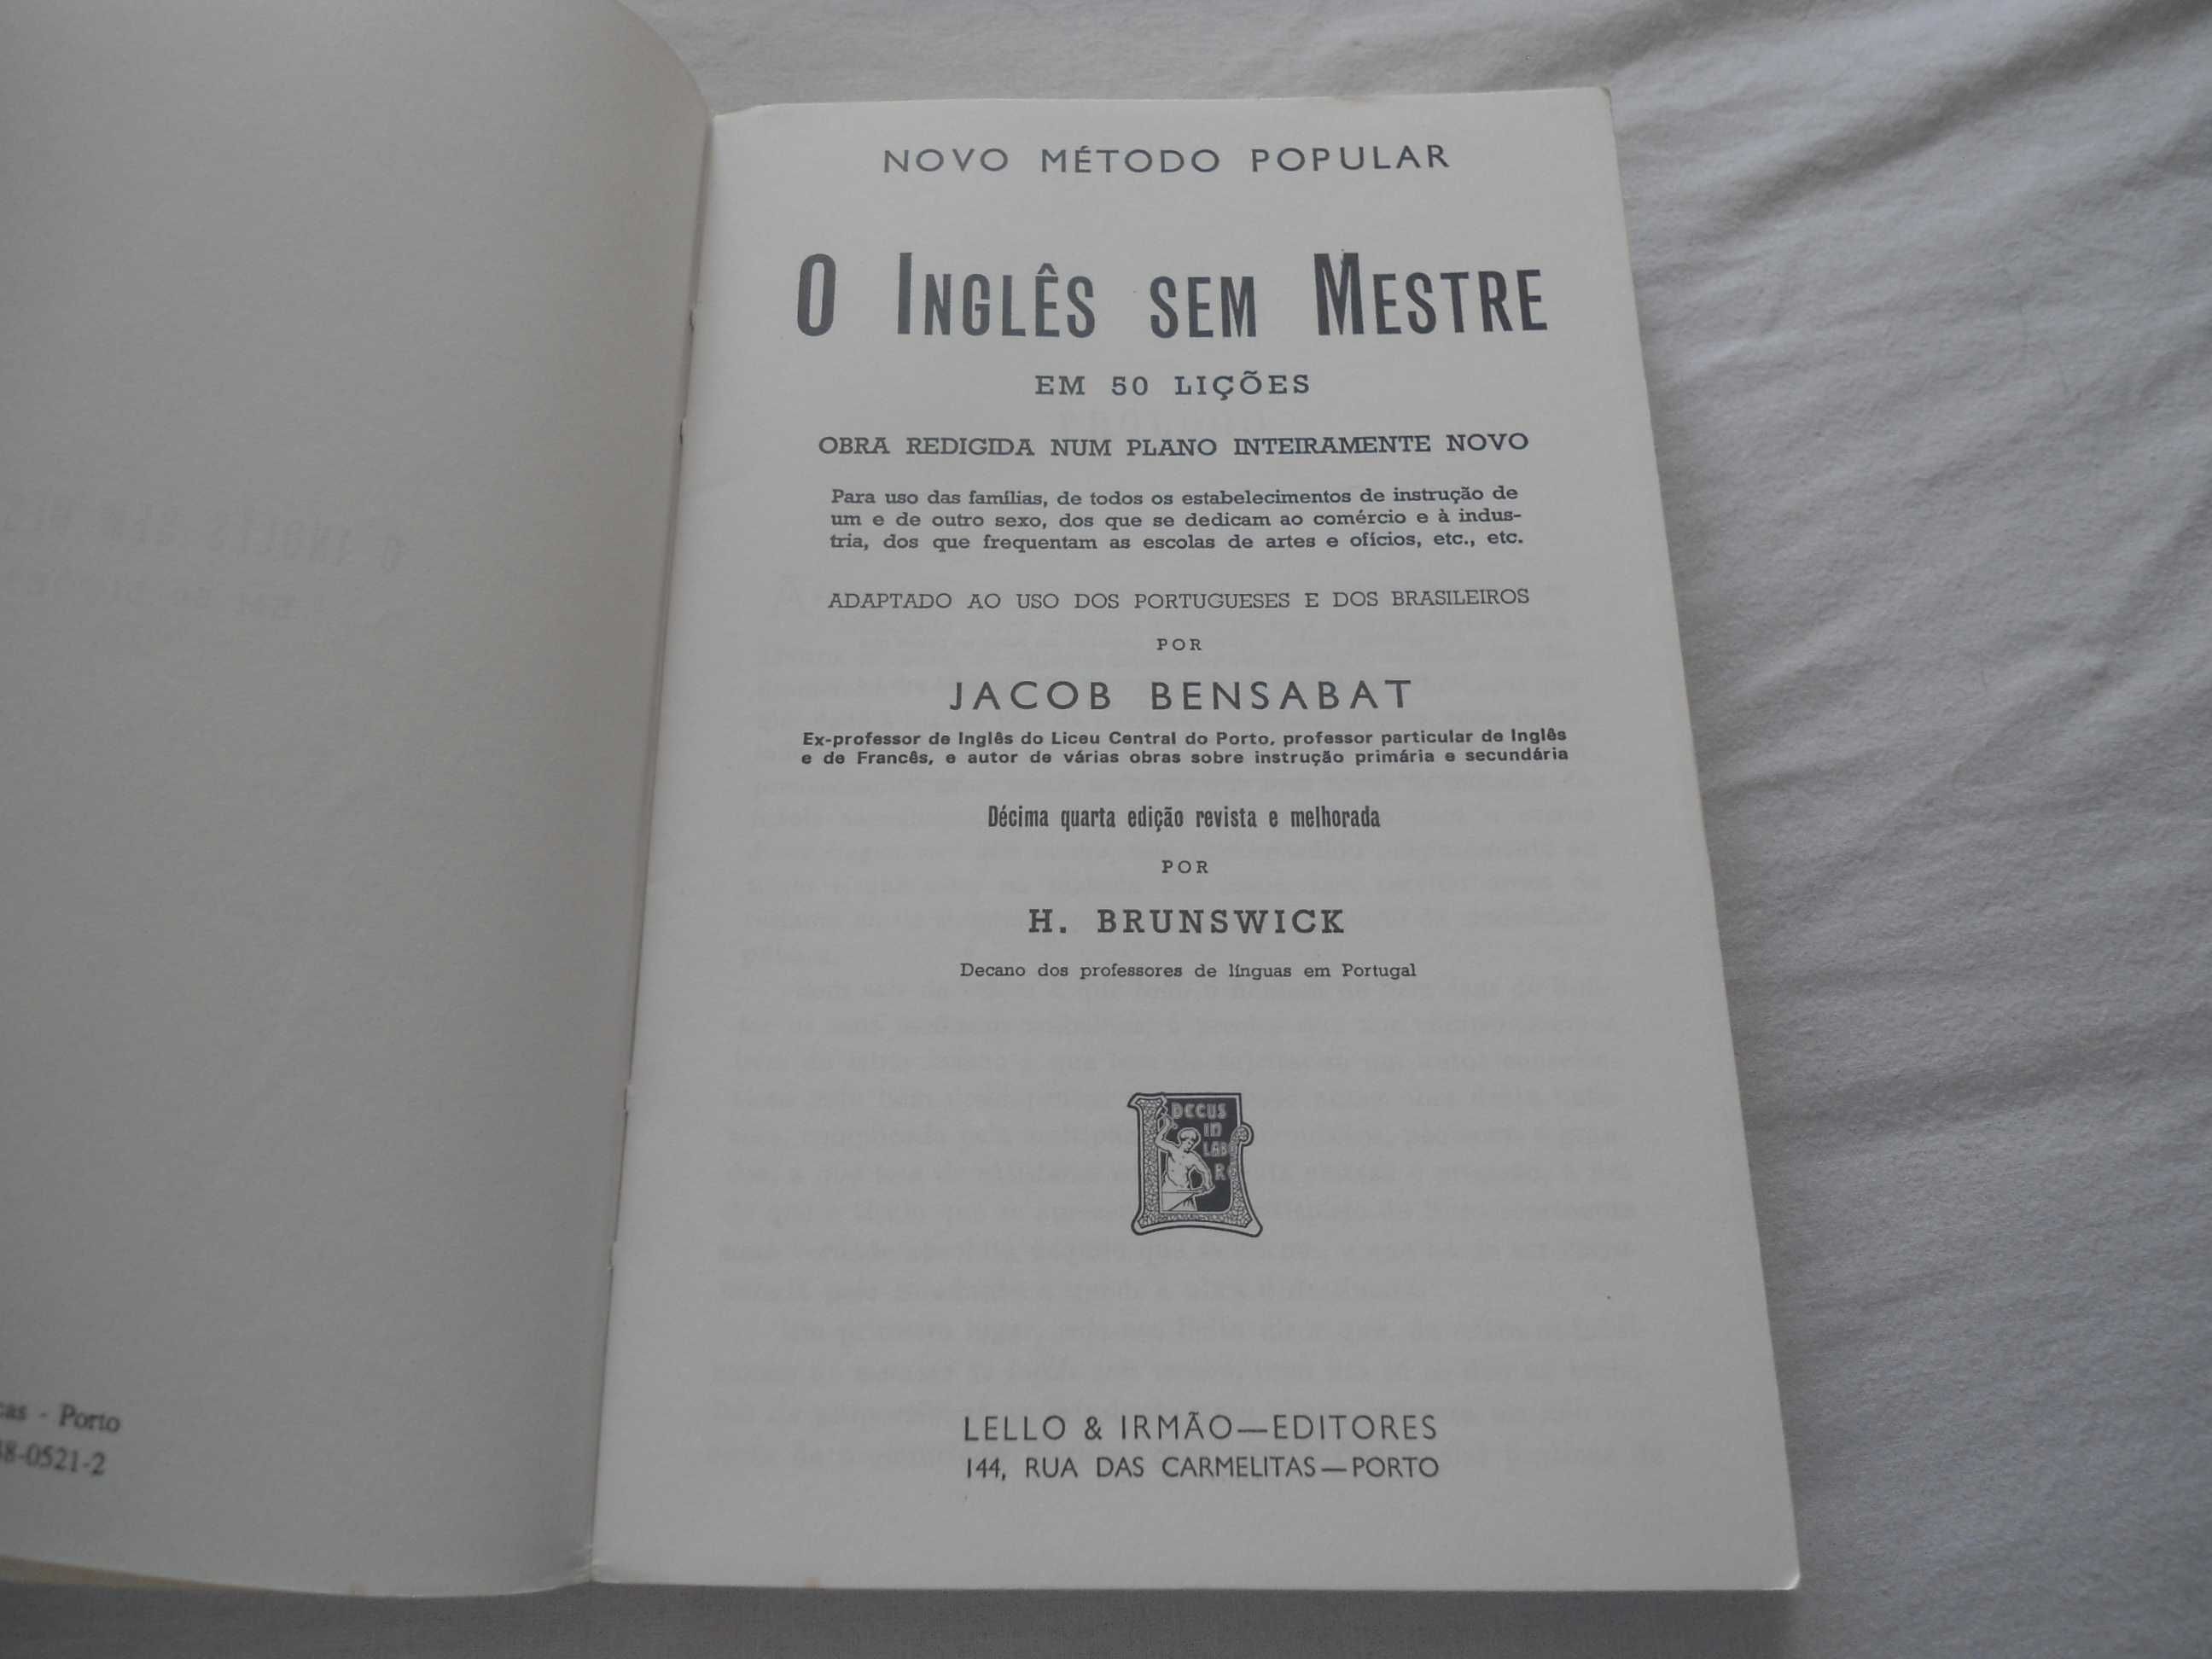 cas - Porto
8-0521-2
NOVO MÉTODO POPULAR
O INGLÊS SEM MESTRE
EM 50 LIÇÕES
OBRA REDIGIDA NUM PLANO INTEIRAMENTE NOVO
Para uso das famílias, de todos os estabelecimentos de instrução de
um e de outro sexo, dos que se dedicam ao comércio e à indus-
tria, dos que frequentam as escolas de artes e ofícios, etc., etc.
ADAPTADO AO USO DOS PORTUGUESES E DOS BRASILEIROS
POR
JACOB BENSABAT
Ex-professor de Inglês do Liceu Central do Porto, professor particular de Inglês
e de Francês, e autor de várias obras sobre instrução primária e secundária
Décima quarta edição revista e melhorada
POR
H. BRUNSWICK
Decano dos professores de línguas em Portugal
DECUS
IN
LABO
RE
LELLO & IRMÃO—EDITORES
144, RUA DAS CARMELITAS—PORTO